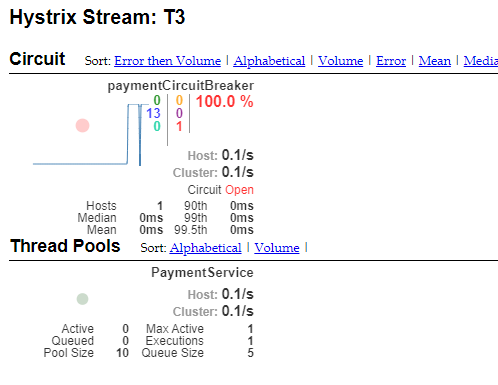 Hystrix Stream: T3
Circuit Sort: Error then Volume | Alphabetical | Volume | Error | Mean | Media
paymentCircuitBreaker
0 0 100.0 %
13 0
0 1
Host: 0.1/s
Cluster: 0.1/s
Circuit Open
Hosts 1 90th 0ms
Median 0ms 99th 0ms
Mean 0ms 99.5th 0ms
Thread Pools Sort: Alphabetical | Volume |
PaymentService
Host: 0.1/s
Cluster: 0.1/s
Active 0 Max Active 1
Queued 0 Executions 1
Pool Size 10 Queue Size 5